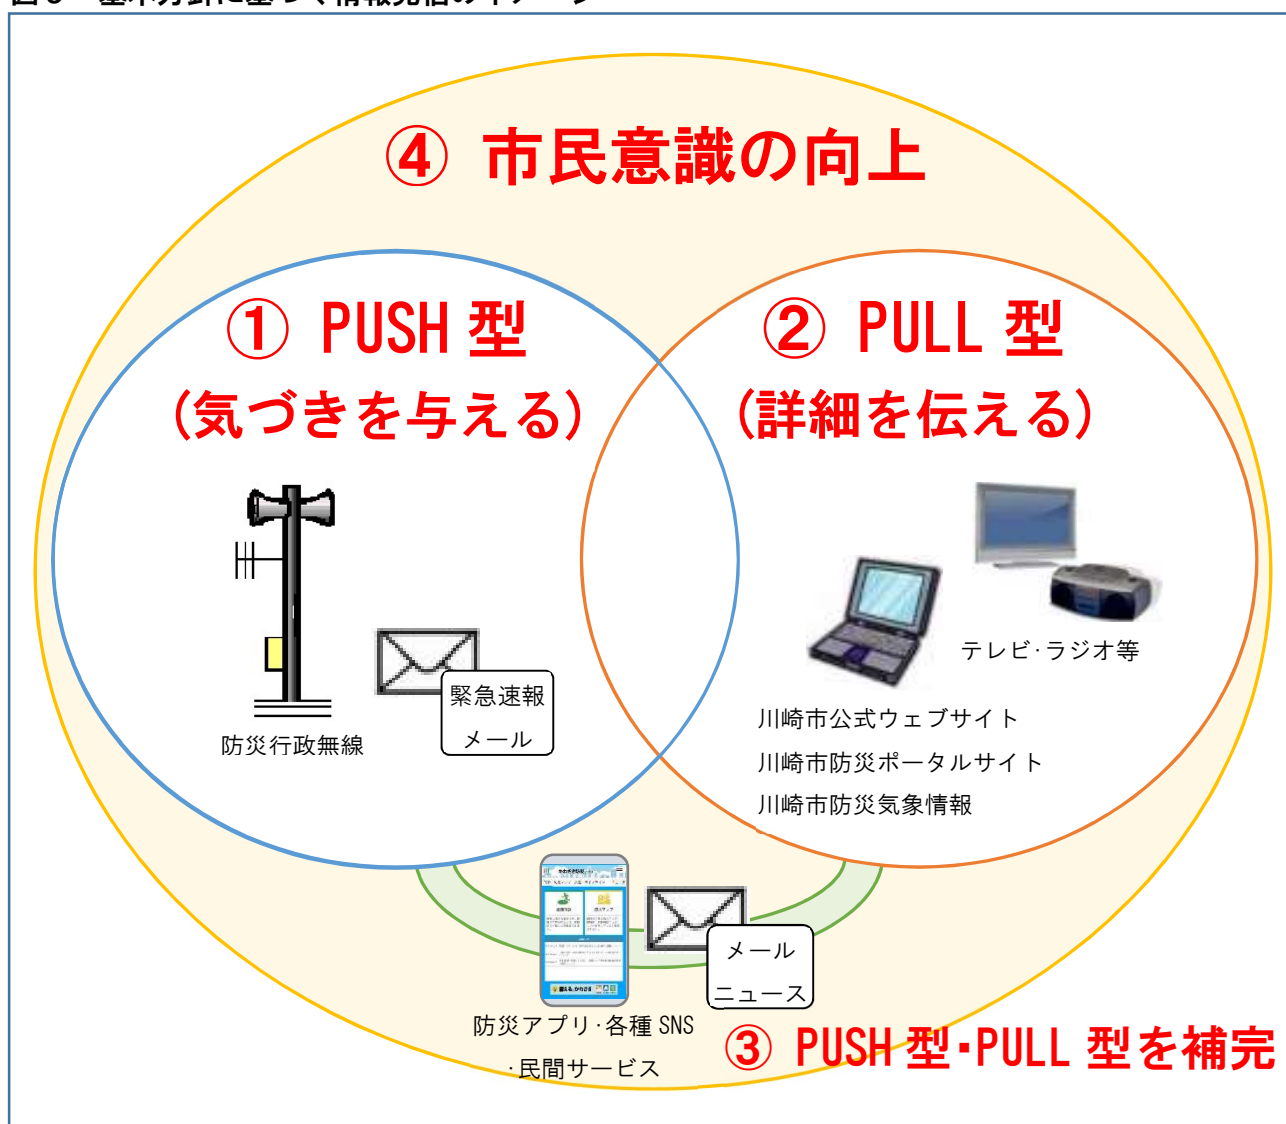 ④ 市民意識の向上
① PUSH 型
(気づきを与える)
② PULL 型
(詳細を伝える)
防災行政無線
緊急速報
メール
テレビ・ラジオ等
川崎市公式ウェブサイト
川崎市防災ポータルサイト
川崎市防災気象情報
メール
ニュース
防災アプリ・各種 SNS
・民間サービス
③ PUSH 型・PULL 型を補完